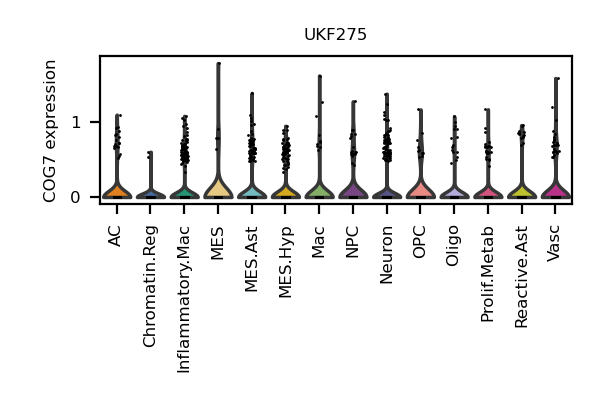 UKF275
COG7 expression
1
0
AC
Chromatin.Reg
Inflammatory.Mac
MES
MES.Ast
MES.Hyp
Mac
NPC
Neuron
OPC
Oligo
Prolif.Metab
Reactive.Ast
Vasc